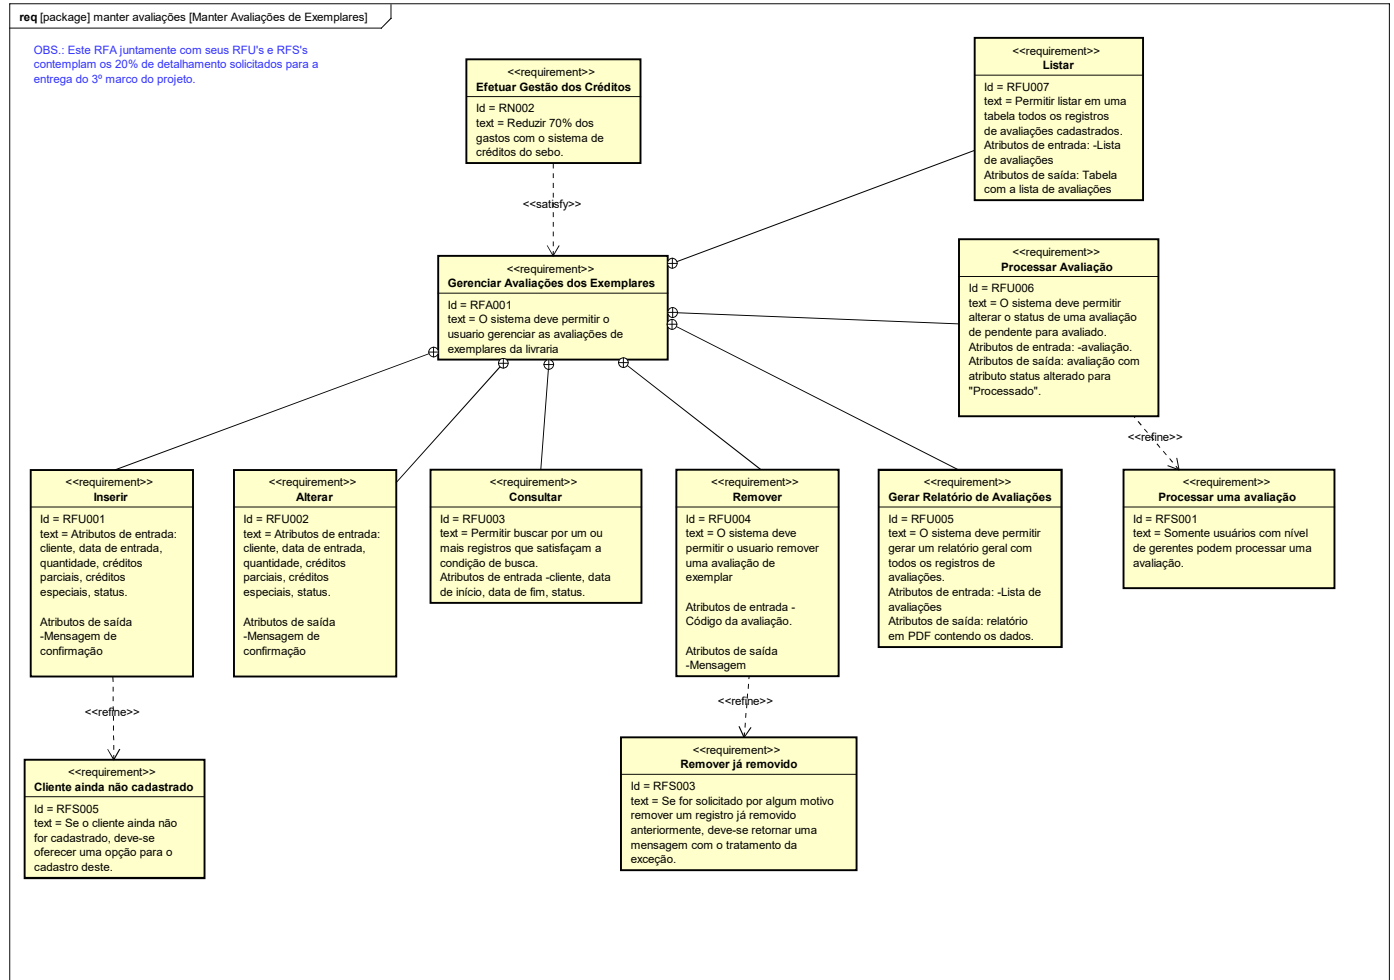 req [package] manter avaliações [Manter Avaliações de Exemplares]
OBS.: Este RFA juntamente com seus RFU's e RFS's
contemplam os 20% de detalhamento solicitados para a
entrega do 3º marco do projeto.
<<requirement>>
Efetuar Gestão dos Créditos
Id = RN002
text = Reduzir 70% dos
gastos com o sistema de
créditos do sebo.
<<satisfy>>
<<requirement>>
Listar
Id = RFU007
text = Permitir listar em uma
tabela todos os registros
de avaliações cadastrados.
Atributos de entrada: -Lista
de avaliações
Atributos de saída: Tabela
com a lista de avaliações
<<requirement>>
Gerenciar Avaliações dos Exemplares
Id = RFA001
text = O sistema deve permitir o
usuario gerenciar as avaliações de
exemplares da livraria
<<requirement>>
Processar Avaliação
Id = RFU006
text = O sistema deve permitir
alterar o status de uma avaliação
de pendente para avaliado.
Atributos de entrada: -avaliação.
Atributos de saída: avaliação com
atributo status alterado para
"Processado".
<<refine>>
<<requirement>>
Inserir
Id = RFU001
text = Atributos de entrada:
cliente, data de entrada,
quantidade, créditos
parciais, créditos
especiais, status.
Atributos de saída
-Mensagem de
confirmação
<<requirement>>
Alterar
Id = RFU002
text = Atributos de entrada:
cliente, data de entrada,
quantidade, créditos
parciais, créditos
especiais, status.
Atributos de saída
-Mensagem de
confirmação
<<requirement>>
Consultar
Id = RFU003
text = Permitir buscar por um ou
mais registros que satisfaçam a
condição de busca.
Atributos de entrada -cliente, data
de início, data de fim, status.
<<requirement>>
Remover
Id = RFU004
text = O sistema deve
permitir o usuario remover
uma avaliação de
exemplar
Atributos de entrada -
Código da avaliação.
Atributos de saída
-Mensagem
<<requirement>>
Gerar Relatório de Avaliações
Id = RFU005
text = O sistema deve permitir
gerar um relatório geral com
todos os registros de
avaliações.
Atributos de entrada: -Lista de
avaliações
Atributos de saída: relatório
em PDF contendo os dados.
<<requirement>>
Processar uma avaliação
Id = RFS001
text = Somente usuários com nível
de gerentes podem processar uma
avaliação.
<<refine>>
<<refine>>
<<requirement>>
Cliente ainda não cadastrado
Id = RFS005
text = Se o cliente ainda não
for cadastrado, deve-se
oferecer uma opção para o
cadastro deste.
<<requirement>>
Remover já removido
Id = RFS003
text = Se for solicitado por algum motivo
remover um registro já removido
anteriormente, deve-se retornar uma
mensagem com o tratamento da
exceção.